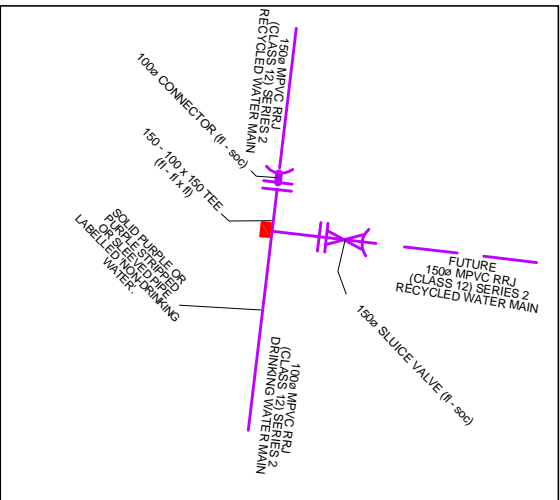 150ø MPVC RRJ
(CLASS 12) SERIES 2
RECYCLED WATER MAIN
100ø CONNECTOR (fl - soc)
150 - 100 x 150 TEE
(fl - fl x fl)
SOLID PURPLE OR
PURPLE STRIPPED
OR SLEEVED PIPE
LABELLED NON-DRINKING
WATER.
FUTURE
150ø MPVC RRJ
(CLASS 12) SERIES 2
RECYCLED WATER MAIN
150ø SLUICE VALVE (fl - soc)
100ø MPVC RRJ
(CLASS 12) SERIES 2
DRINKING WATER MAIN